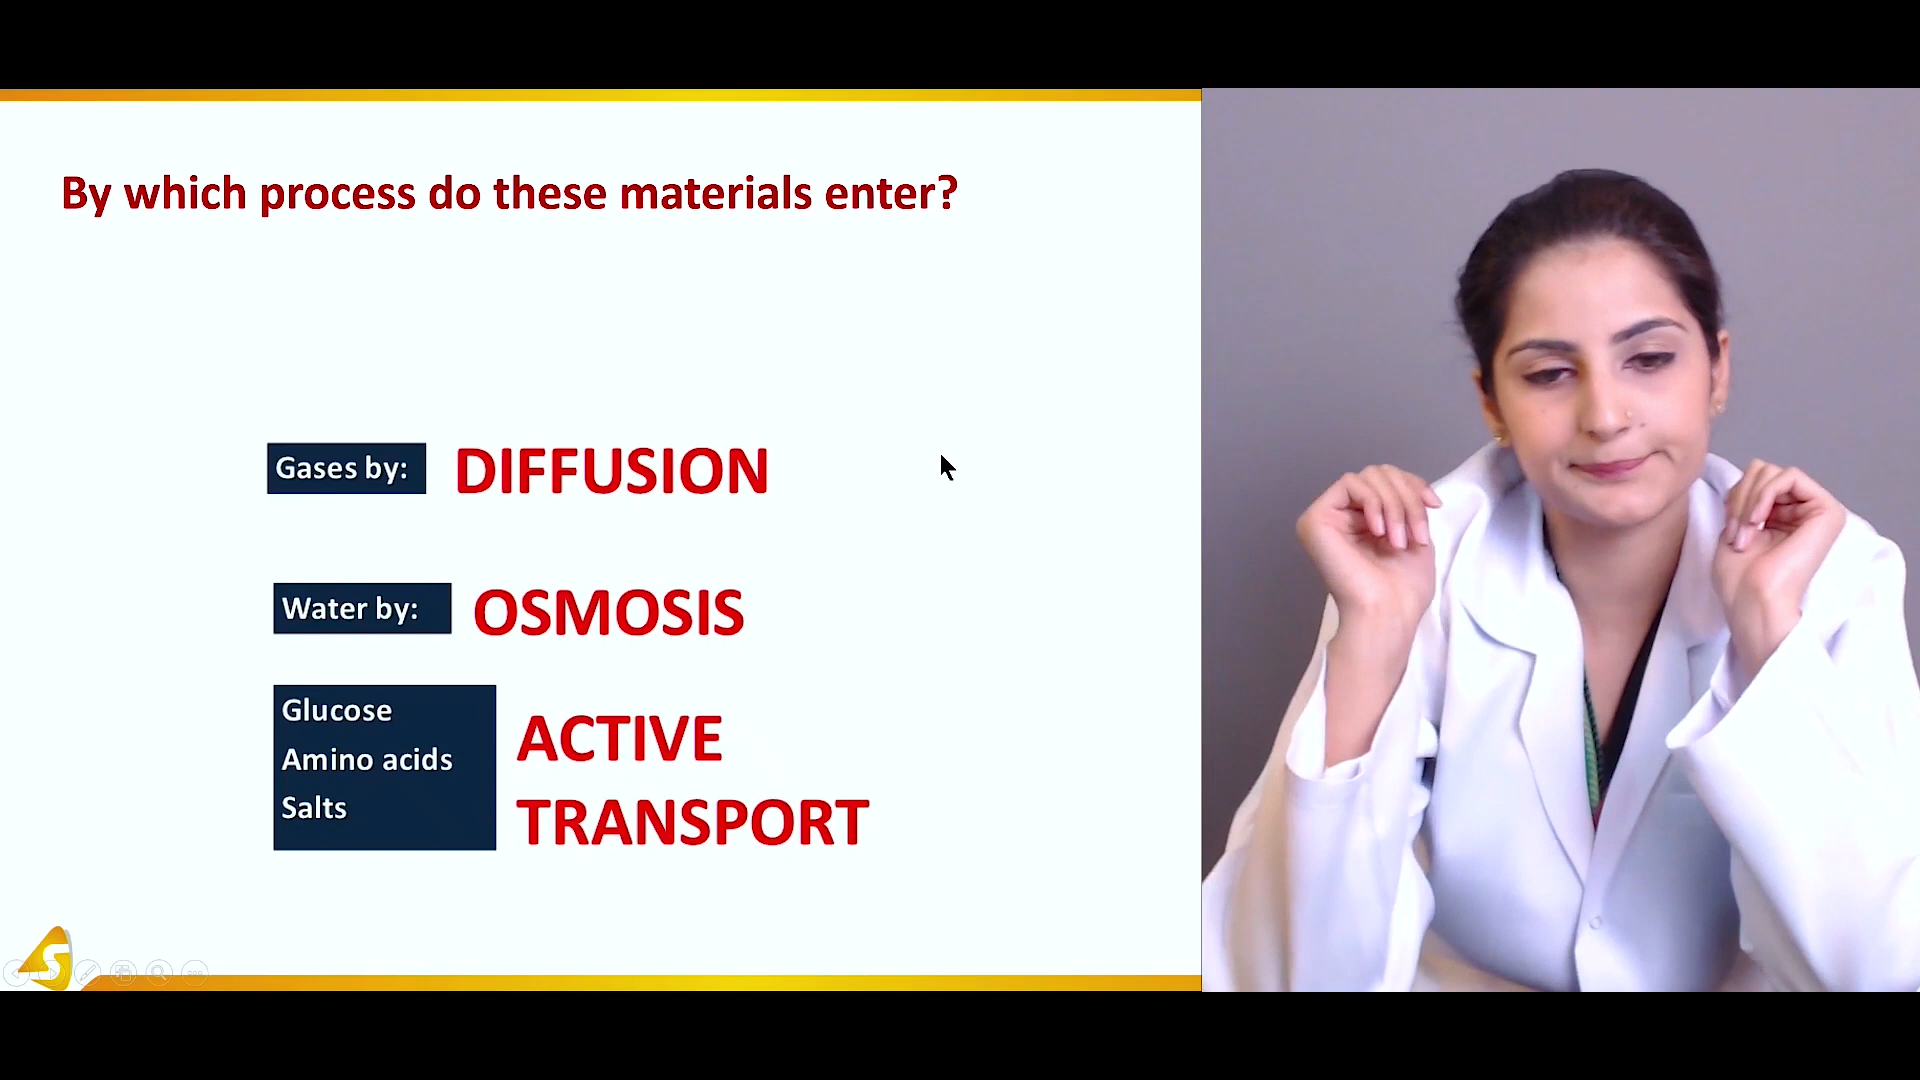 By which process do these materials enter?
Gases by: DIFFUSION
Water by: OSMOSIS
Glucose
Amino acids
Salts
ACTIVE
TRANSPORT
S